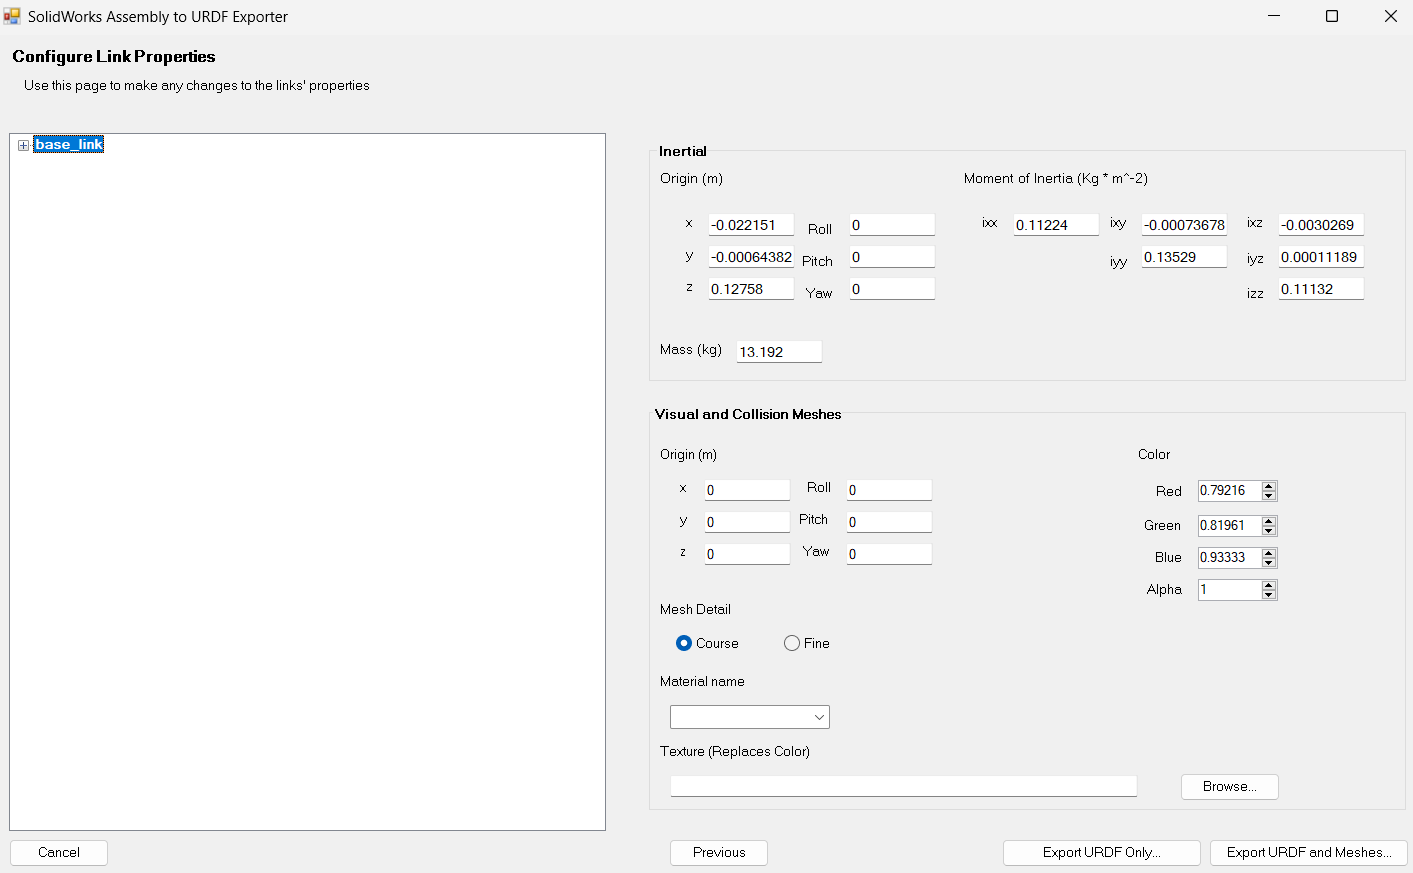 SolidWorks Assembly to URDF Exporter
Configure Link Properties
Use this page to make any changes to the links' properties
base_link
Inertial
Origin (m)
Moment of Inertia (Kg * m^-2)
x -0.022151 Roll 0 ixx 0.11224 ixy -0.00073678 ixz -0.0030269
y -0.00064382 Pitch 0 iyy 0.13529 iyz 0.00011189
z 0.12758 Yaw 0 izz 0.11132
Mass (kg) 13.192
Visual and Collision Meshes
Origin (m)
Color
x 0 Roll 0 Red 0.79216
y 0 Pitch 0 Green 0.81961
z 0 Yaw 0 Blue 0.93333
Alpha 1
Mesh Detail
Course Fine
Material name
Texture (Replaces Color)
Browse...
Cancel Previous Export URDF Only... Export URDF and Meshes...